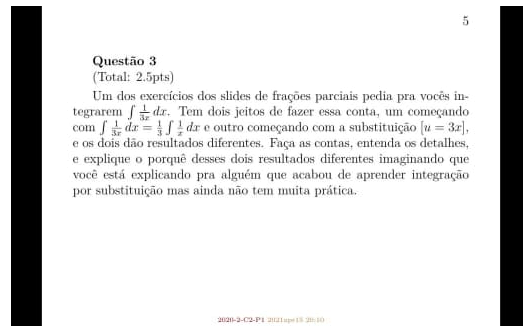 5
Questão 3
(Total: 2.5pts)
Um dos exercícios dos slides de frações parciais pedia pra vocês in-
tegrarem ∫ 1/3x dx. Tem dois jeitos de fazer essa conta, um começando
com ∫ 1/3x dx = 1/3 ∫ 1/x dx e outro começando com a substituição [u = 3x],
e os dois dão resultados diferentes. Faça as contas, entenda os detalhes,
e explique o porquê desses dois resultados diferentes imaginando que
você está explicando pra alguém que acabou de aprender integração
por substituição mas ainda não tem muita prática.
2020-2-C2-P1 2021apr15 20:40